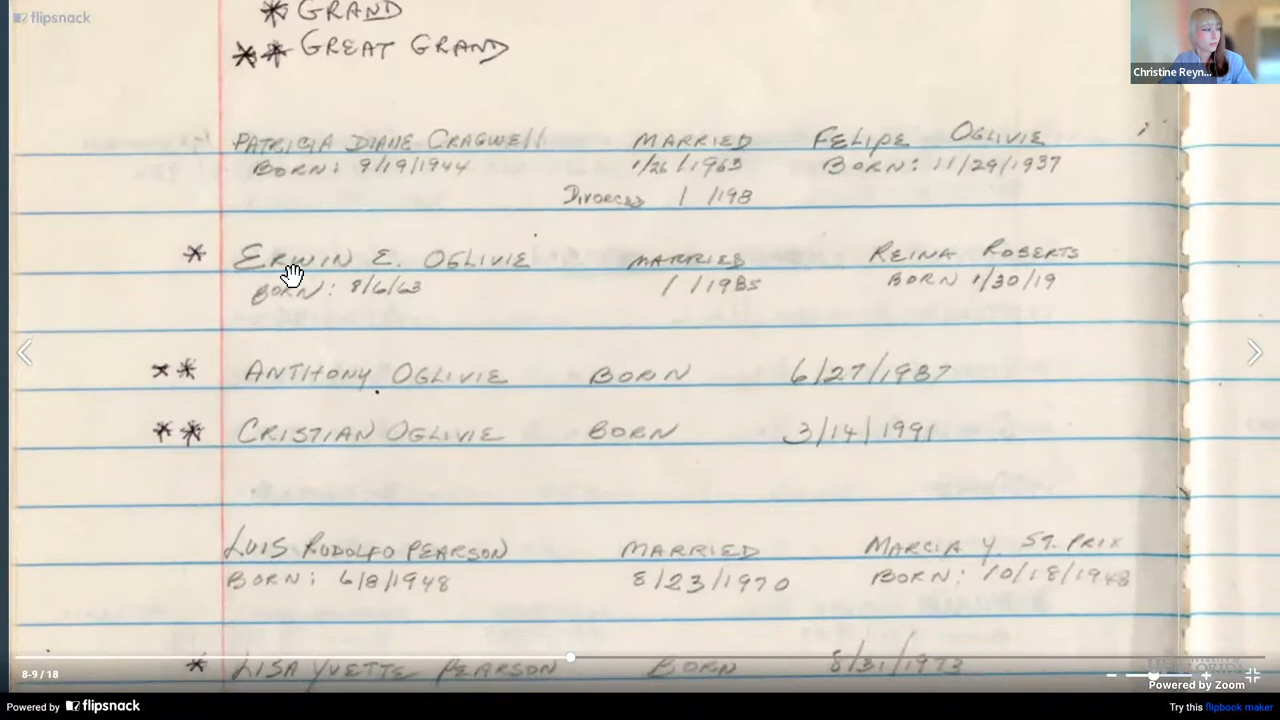 flipsnack
* GRAND
** GREAT GRAND
Christine Reyn...
PATRICIA DIANE CRAGWELL MARRIED FELIPE OGLIVIE
BORN: 9/19/1944 1/26/1963 BORN: 11/29/1937
Divorced / /198
* ERWIN E. OGLIVIE MARRIED REINA ROBERTS
BORN: 8/6/63 / /1985 BORN 1/30/19
** ANTHONY OGLIVIE BORN 6/27/1987
** CRISTIAN OGLIVIE BORN 3/14/1991
LUIS RODOLFO PEARSON MARRIED MARCIA Y. ST. PRIX
BORN: 6/8/1948 8/23/1970 BORN: 10/18/1948
* LISA YVETTE PEARSON BORN 8/31/1973
8-9 / 18
Powered by Zoom
Powered by flipsnack
Try this flipbook maker